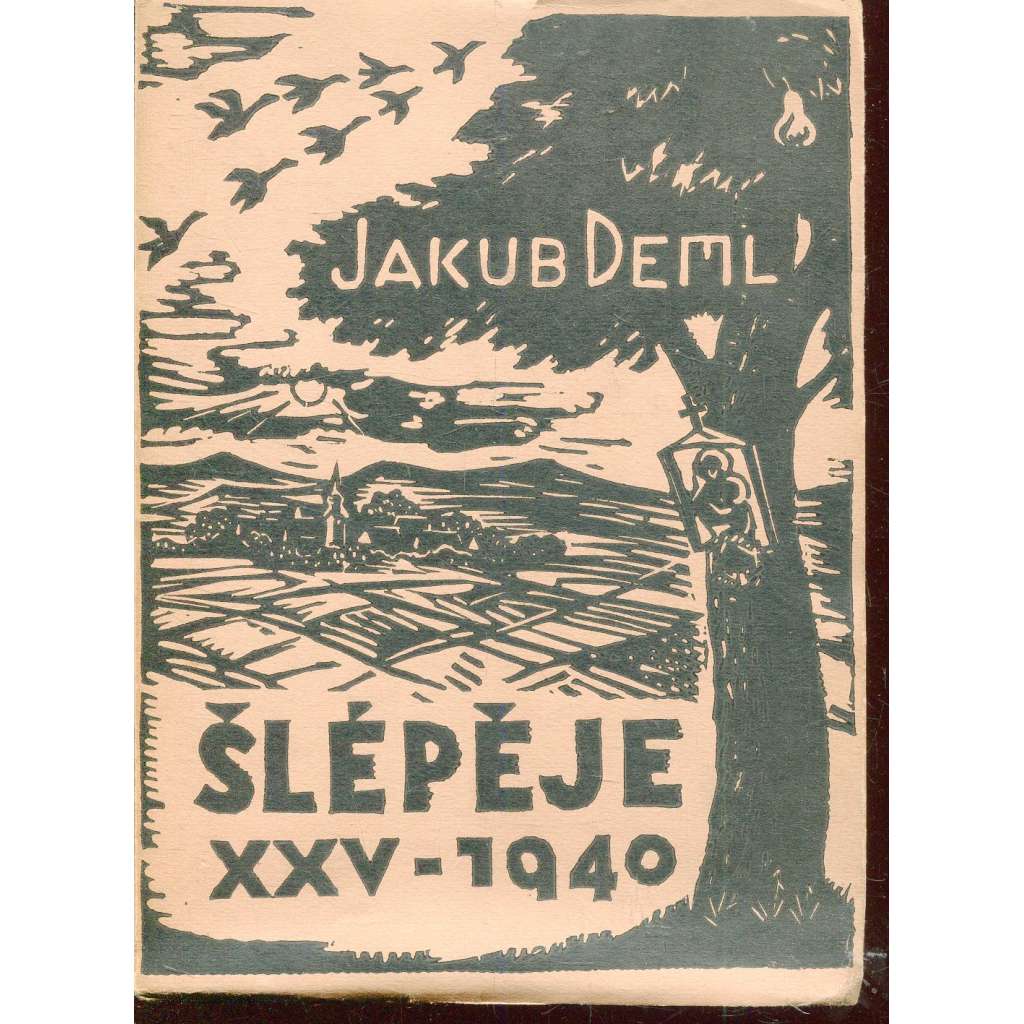 JAKUB DEML
ŠLÉPĚJE
XXV - 1940